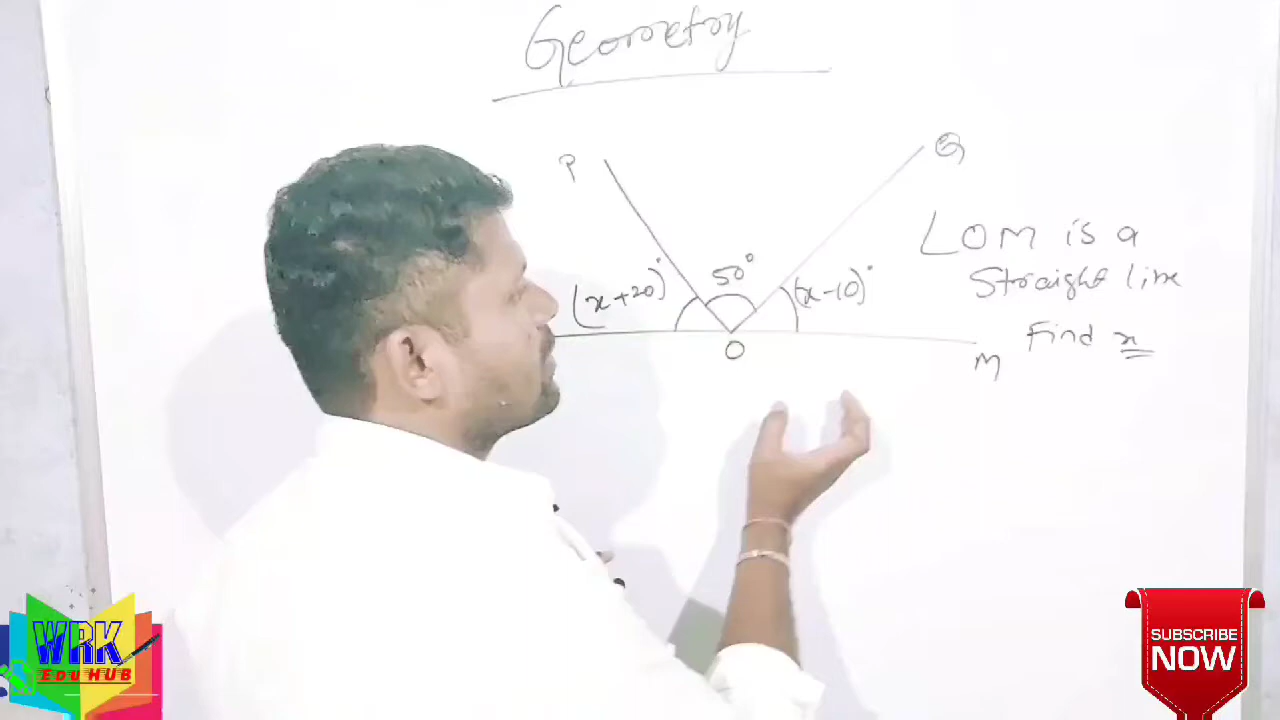 Geometry
P
Q
50°
(x+20)°
(x-10)°
O
M
LOM is a
Straight line
Find x
WRK
EDU HUB
SUBSCRIBE
NOW